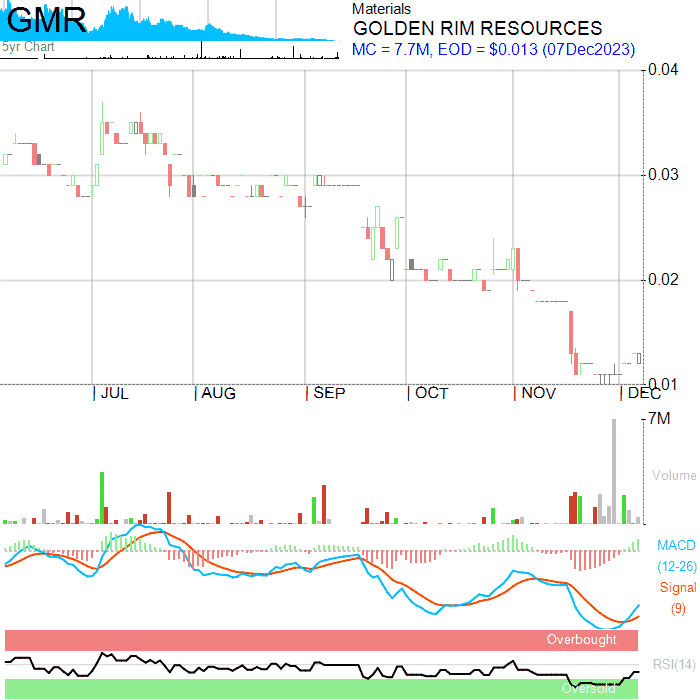 GMR
5yr Chart
Materials
GOLDEN RIM RESOURCES
MC = 7.7M, EOD = $0.013 (07Dec2023)
0.04
0.03
0.02
0.01
JUL AUG SEP OCT NOV DEC
7M
Volume
MACD
(12-26)
Signal
(9)
Overbought
RSI(14)
Oversold